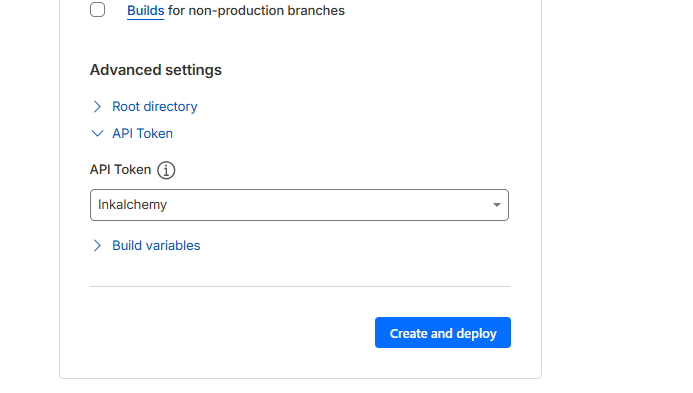 Builds for non-production branches
Advanced settings
Root directory
API Token
API Token
Inkalchemy
Build variables
Create and deploy